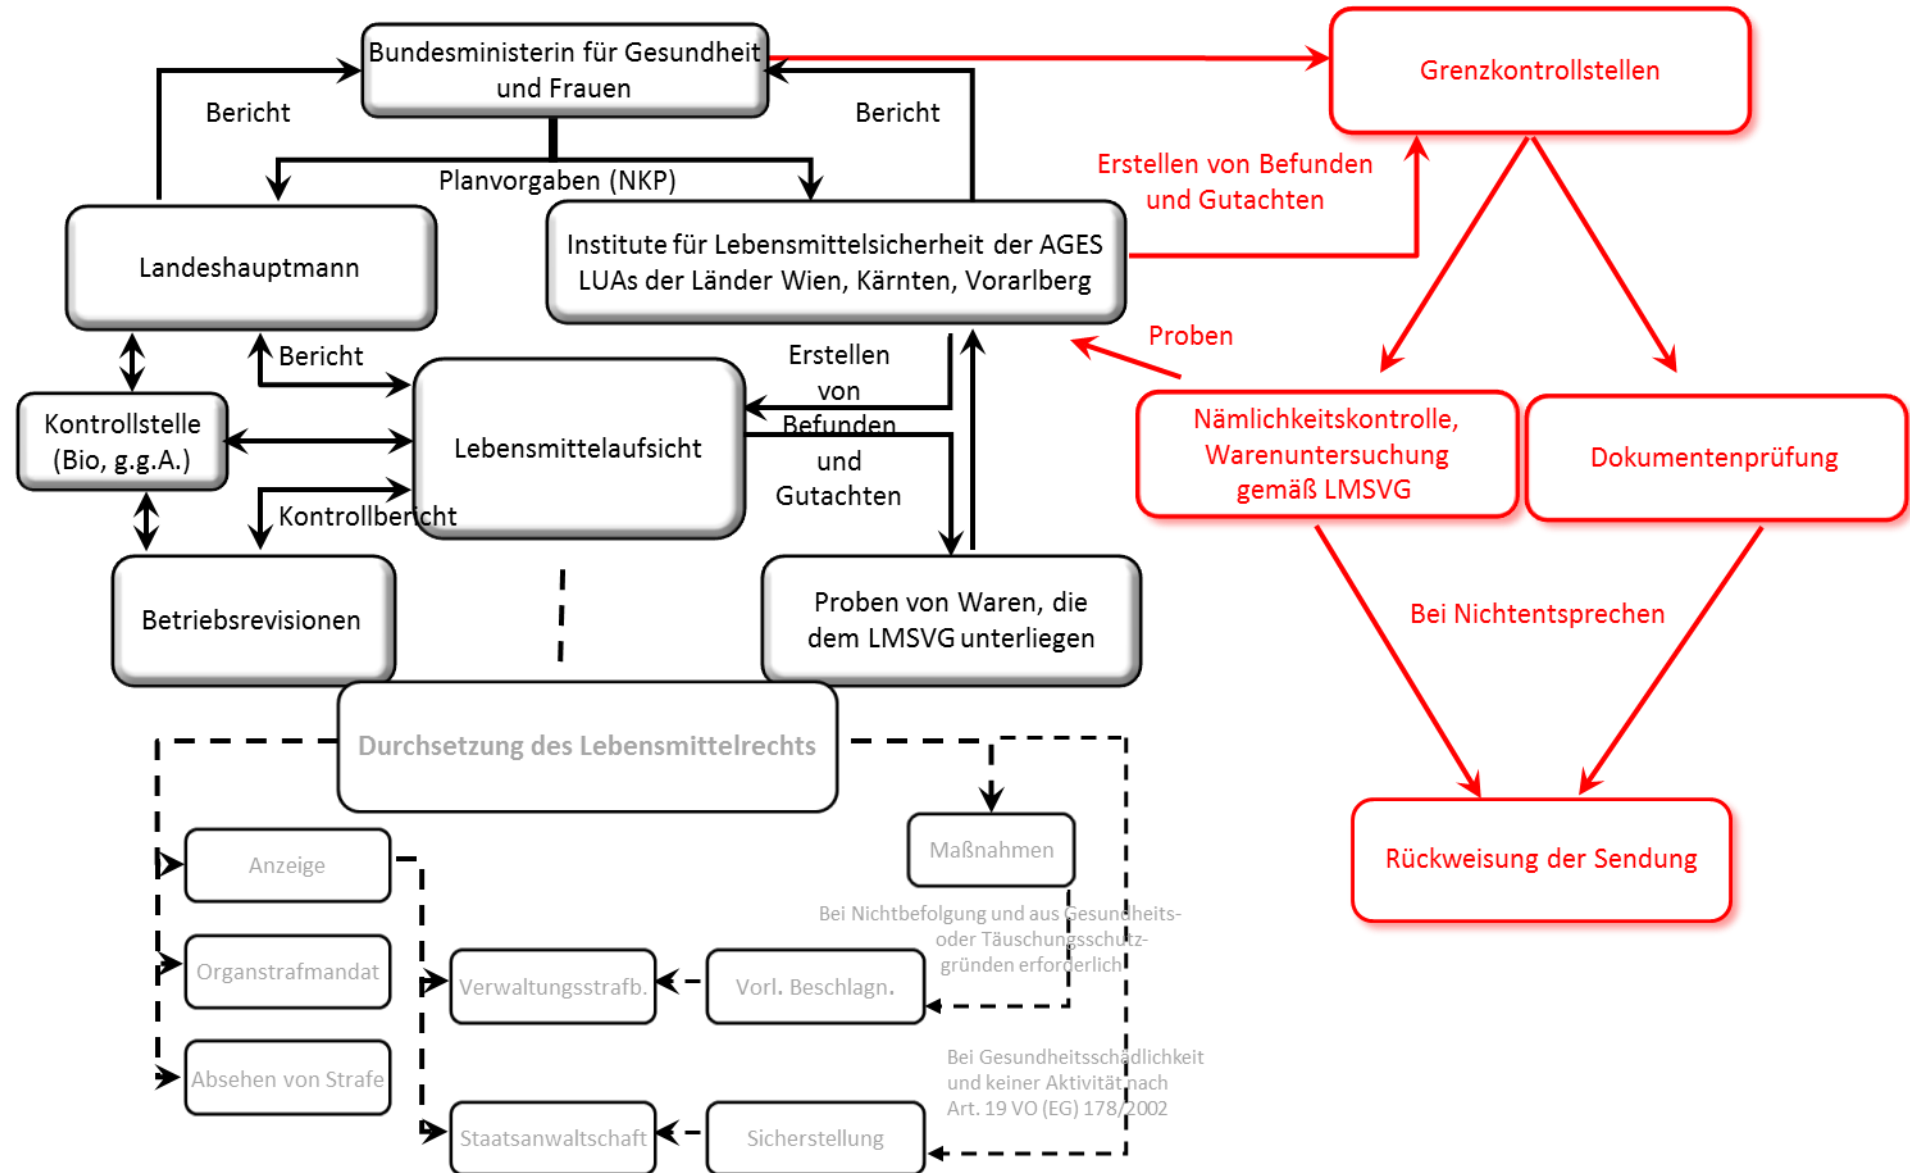 Bundesministerin für Gesundheit
und Frauen
Grenzkontrollstellen
Bericht
Bericht
Planvorgaben (NKP)
Erstellen von Befunden
und Gutachten
Landeshauptmann
Institute für Lebensmittelsicherheit der AGES
LUAs der Länder Wien, Kärnten, Vorarlberg
Bericht
Erstellen
von
Befunden
und
Gutachten
Proben
Kontrollstelle
(Bio, g.g.A.)
Lebensmittelaufsicht
Nämlichkeitskontrolle,
Warenuntersuchung
gemäß LMSVG
Dokumentenprüfung
Kontrollbericht
Betriebsrevisionen
Proben von Waren, die
dem LMSVG unterliegen
Bei Nichtentsprechen
Durchsetzung des Lebensmittelrechts
Anzeige
Maßnahmen
Rückweisung der Sendung
Bei Nichtbefolgung und aus Gesundheits-
oder Täuschungsschutz-
gründen erforderlich
Organstrafmandat
Verwaltungsstrafb.
Vorl. Beschlagn.
Absehen von Strafe
Bei Gesundheitsschädlichkeit
und keiner Aktivität nach
Art. 19 VO (EG) 178/2002
Staatsanwaltschaft
Sicherstellung